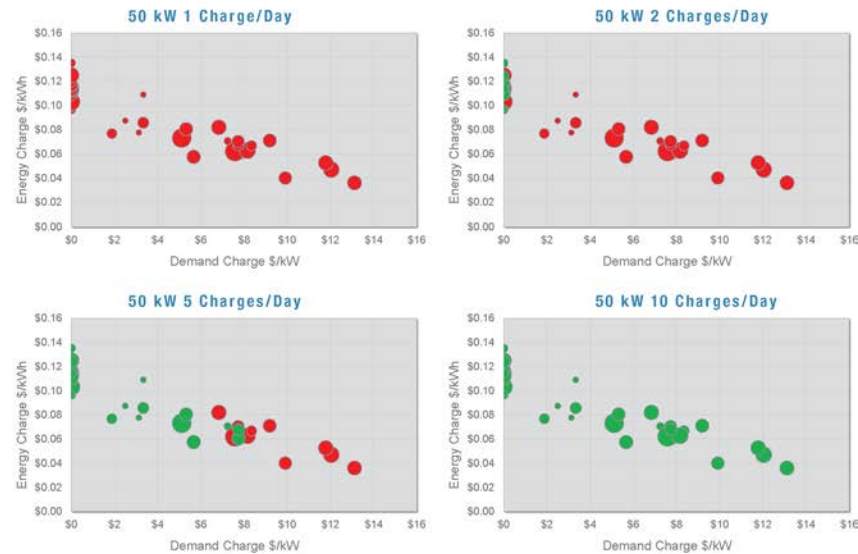 50 kW 1 Charge/Day
Energy Charge $/kWh
$0.16
$0.14
$0.12
$0.10
$0.08
$0.06
$0.04
$0.02
$0.00
$0 $2 $4 $6 $8 $10 $12 $14 $16
Demand Charge $/kW
50 kW 2 Charges/Day
Energy Charge $/kWh
$0.16
$0.14
$0.12
$0.10
$0.08
$0.06
$0.04
$0.02
$0.00
$0 $2 $4 $6 $8 $10 $12 $14 $16
Demand Charge $/kW
50 kW 5 Charges/Day
Energy Charge $/kWh
$0.16
$0.14
$0.12
$0.10
$0.08
$0.06
$0.04
$0.02
$0.00
$0 $2 $4 $6 $8 $10 $12 $14 $16
Demand Charge $/kW
50 kW 10 Charges/Day
Energy Charge $/kWh
$0.16
$0.14
$0.12
$0.10
$0.08
$0.06
$0.04
$0.02
$0.00
$0 $2 $4 $6 $8 $10 $12 $14 $16
Demand Charge $/kW